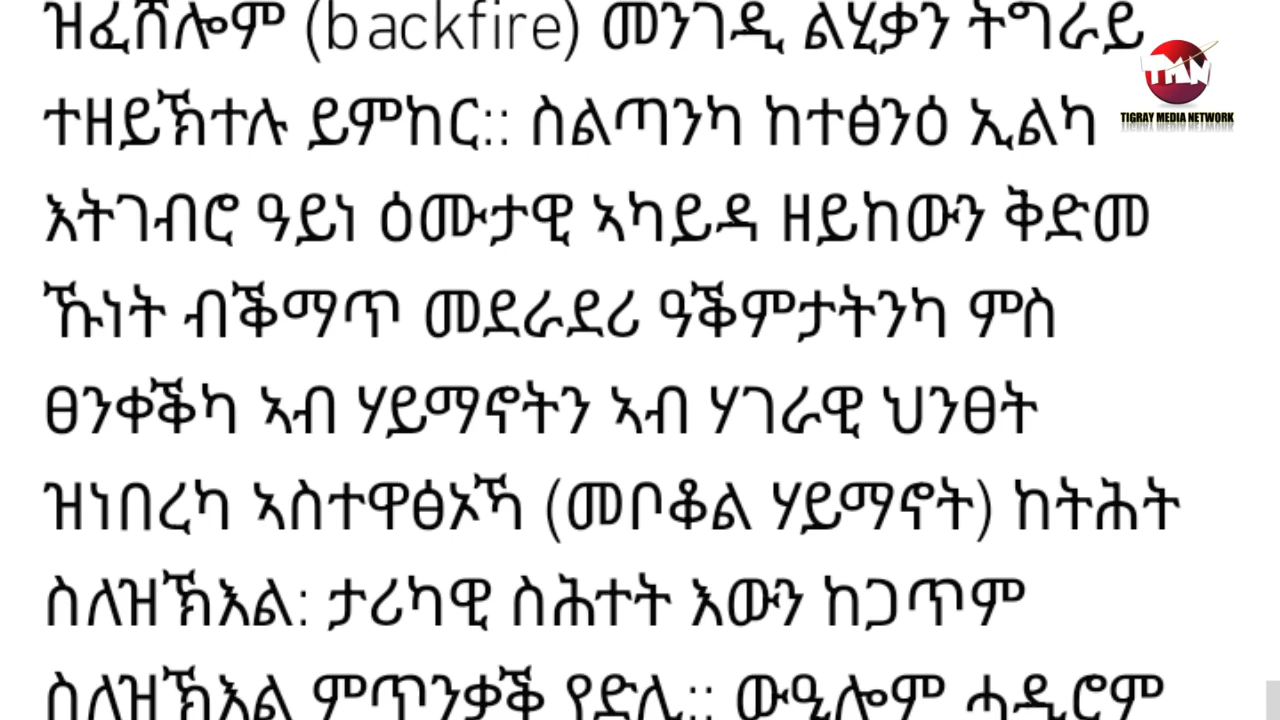 ዝፈሸሎም (backfire) መንገዲ ልሂቃን ትግራይ
ተዘይኽተሉ ይምከር:: ስልጣንካ ከተፅንዕ ኢልካ
እትገብሮ ዓይነ ዕሙታዊ ኣካይዳ ዘይከውን ቅድመ
ኹነት ብቕማጥ መደራደሪ ዓቕምታትንካ ምስ
ፀንቀቕካ ኣብ ሃይማኖትን ኣብ ሃገራዊ ህንፀት
ዝነበረካ ኣስተዋፅኦኻ (መቦቆል ሃይማኖት) ከትሕት
ስለዝኽእል: ታሪካዊ ስሕተት እውን ከጋጥም
ስለዝኽእል ምጥንቃቕ የድሊ:: ውዒሎም ሓዲሮም
TMN
TIGRAY MEDIA NETWORK